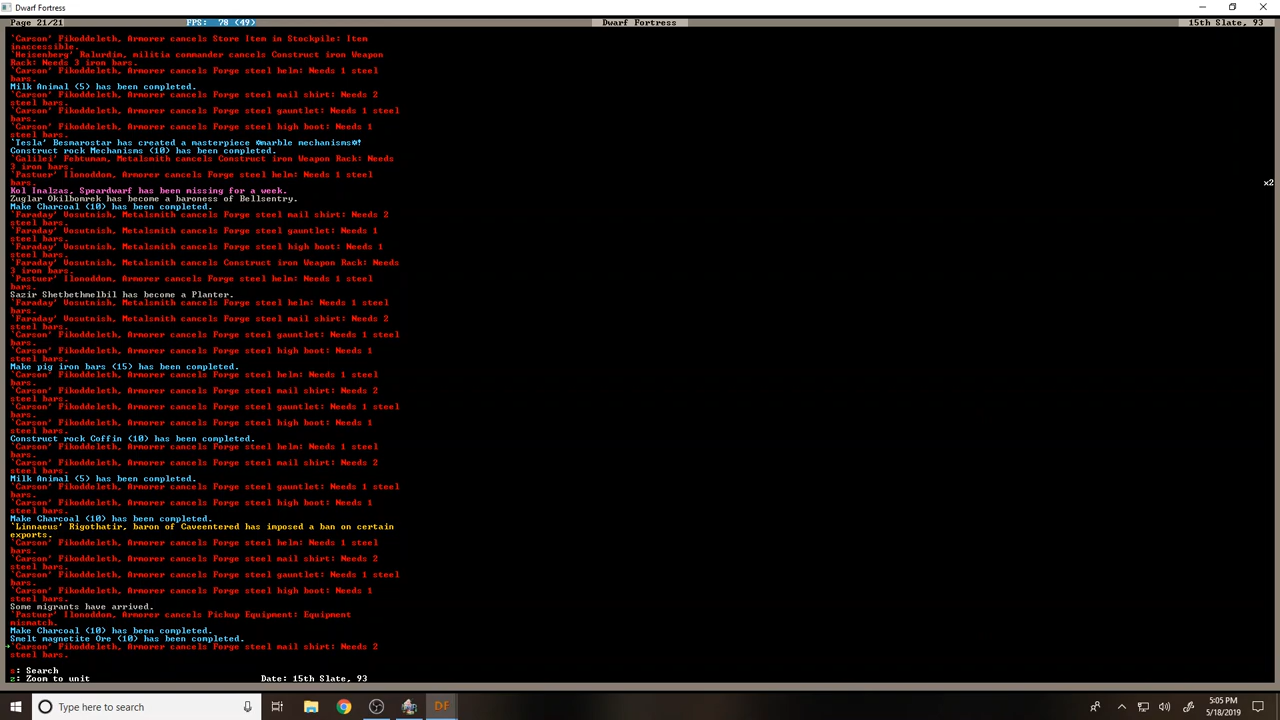 Dwarf Fortress
Page 21/21 FPS: 78 (49) Dwarf Fortress 15th Slate, 93
`Carson' Fikoddeleth, Armorer cancels Store Item in Stockpile: Item
inaccessible.
`Heisenberg' Ralurdim, militia commander cancels Construct iron Weapon
Rack: Needs 3 iron bars.
`Carson' Fikoddeleth, Armorer cancels Forge steel helm: Needs 1 steel
bars.
Milk Animal (5) has been completed.
`Carson' Fikoddeleth, Armorer cancels Forge steel mail shirt: Needs 2
steel bars.
`Carson' Fikoddeleth, Armorer cancels Forge steel gauntlet: Needs 1 steel
bars.
`Carson' Fikoddeleth, Armorer cancels Forge steel high boot: Needs 1
steel bars.
`Tesla' Besmarostar has created a masterpiece ☼marble mechanisms☼!
Construct rock Mechanisms (10) has been completed.
`Galilei' Febtumam, Metalsmith cancels Construct iron Weapon Rack: Needs
3 iron bars.
`Pastuer' Ilonoddom, Armorer cancels Forge steel helm: Needs 1 steel
bars. x2
Kol Inalzas, Speardwarf has been missing for a week.
Zuglar Okilbomrek has become a baroness of Bellsentry.
Make Charcoal (10) has been completed.
`Faraday' Vosutnish, Metalsmith cancels Forge steel mail shirt: Needs 2
steel bars.
`Faraday' Vosutnish, Metalsmith cancels Forge steel gauntlet: Needs 1
steel bars.
`Faraday' Vosutnish, Metalsmith cancels Forge steel high boot: Needs 1
steel bars.
`Faraday' Vosutnish, Metalsmith cancels Construct iron Weapon Rack: Needs
3 iron bars.
`Pastuer' Ilonoddom, Armorer cancels Forge steel helm: Needs 1 steel
bars.
Sazir Shetbethmelbil has become a Planter.
`Faraday' Vosutnish, Metalsmith cancels Forge steel helm: Needs 1 steel
bars.
`Faraday' Vosutnish, Metalsmith cancels Forge steel mail shirt: Needs 2
steel bars.
`Carson' Fikoddeleth, Armorer cancels Forge steel gauntlet: Needs 1 steel
bars.
`Carson' Fikoddeleth, Armorer cancels Forge steel high boot: Needs 1
steel bars.
Make pig iron bars (15) has been completed.
`Carson' Fikoddeleth, Armorer cancels Forge steel helm: Needs 1 steel
bars.
`Carson' Fikoddeleth, Armorer cancels Forge steel mail shirt: Needs 2
steel bars.
`Carson' Fikoddeleth, Armorer cancels Forge steel gauntlet: Needs 1 steel
bars.
`Carson' Fikoddeleth, Armorer cancels Forge steel high boot: Needs 1
steel bars.
Construct rock Coffin (10) has been completed.
`Carson' Fikoddeleth, Armorer cancels Forge steel helm: Needs 1 steel
bars.
`Carson' Fikoddeleth, Armorer cancels Forge steel mail shirt: Needs 2
steel bars.
Milk Animal (5) has been completed.
`Carson' Fikoddeleth, Armorer cancels Forge steel gauntlet: Needs 1 steel
bars.
`Carson' Fikoddeleth, Armorer cancels Forge steel high boot: Needs 1
steel bars.
Make Charcoal (10) has been completed.
`Linnaeus' Rigothatir, baron of Caveentered has imposed a ban on certain
exports.
`Carson' Fikoddeleth, Armorer cancels Forge steel helm: Needs 1 steel
bars.
`Carson' Fikoddeleth, Armorer cancels Forge steel mail shirt: Needs 2
steel bars.
`Carson' Fikoddeleth, Armorer cancels Forge steel gauntlet: Needs 1 steel
bars.
`Carson' Fikoddeleth, Armorer cancels Forge steel high boot: Needs 1
steel bars.
Some migrants have arrived.
`Pastuer' Ilonoddom, Armorer cancels Pickup Equipment: Equipment
mismatch.
Make Charcoal (10) has been completed.
Smelt magnetite Ore (10) has been completed.
`Carson' Fikoddeleth, Armorer cancels Forge steel mail shirt: Needs 2
steel bars.
s: Search
z: Zoom to unit Date: 15th Slate, 93
Type here to search
DF
5:05 PM
5/18/2019